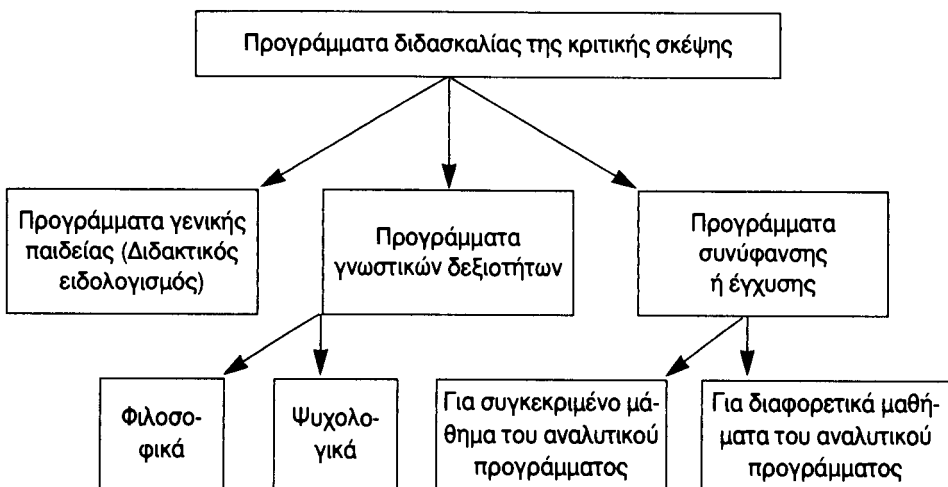 Προγράμματα διδασκαλίας της κριτικής σκέψης
Προγράμματα γενικής
παιδείας (Διδακτικός
ειδολογισμός)
Προγράμματα
γνωστικών δεξιοτήτων
Προγράμματα
συνύφανσης
ή έγχυσης
Φιλοσο-
φικά
Ψυχολο-
γικά
Για συγκεκριμένο μά-
θημα του αναλυτικού
προγράμματος
Για διαφορετικά μαθή-
ματα του αναλυτικού
προγράμματος